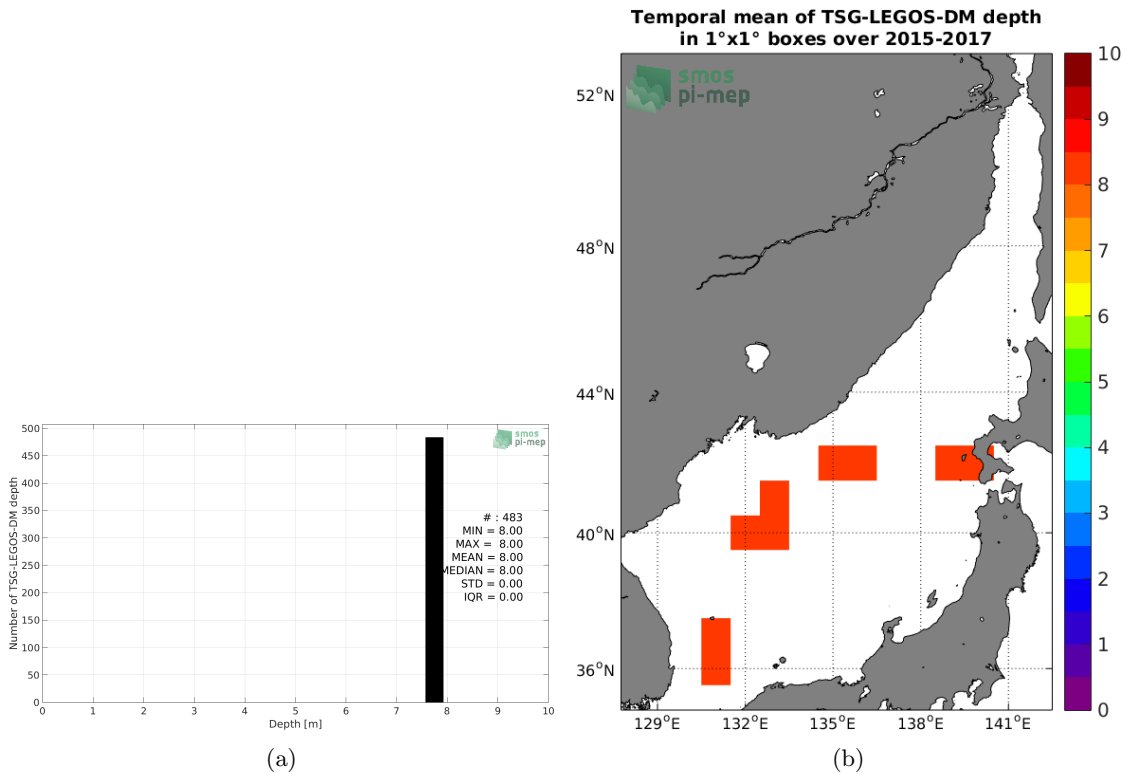 Temporal mean of TSG-LEGOS-DM depth
in 1°x1° boxes over 2015-2017
smos
pi-mep
52°N
48°N
44°N
40°N
36°N
129°E
132°E
135°E
138°E
141°E
10
9
8
7
6
5
4
3
2
1
0
500
450
400
350
300
250
200
150
100
50
0
Number of TSG-LEGOS-DM depth
smos
pi-mep
# : 483
MIN = 8.00
MAX = 8.00
MEAN = 8.00
MEDIAN = 8.00
STD = 0.00
IQR = 0.00
0 1 2 3 4 5 6 7 8 9 10
Depth [m]
(a)
(b)